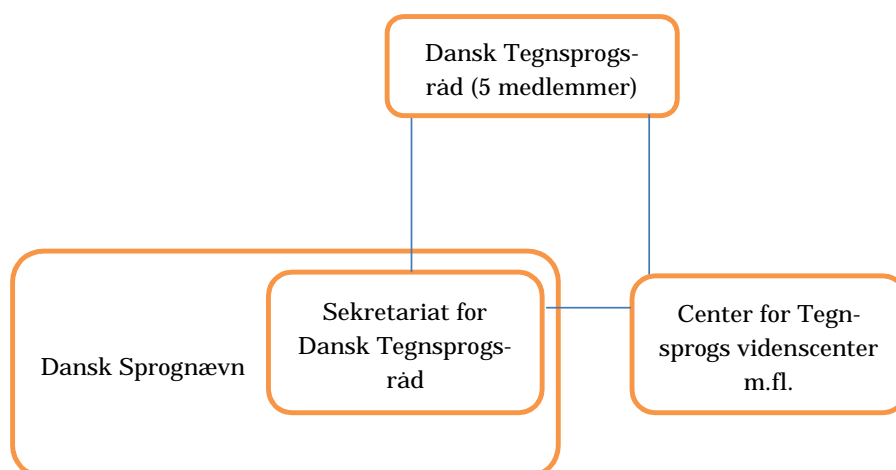 Dansk Tegnsprogs-
råd (5 medlemmer)
Dansk Sprognævn
Sekretariat for
Dansk Tegnsprogs-
råd
Center for Tegn-
sprogs videnscenter
m.fl.